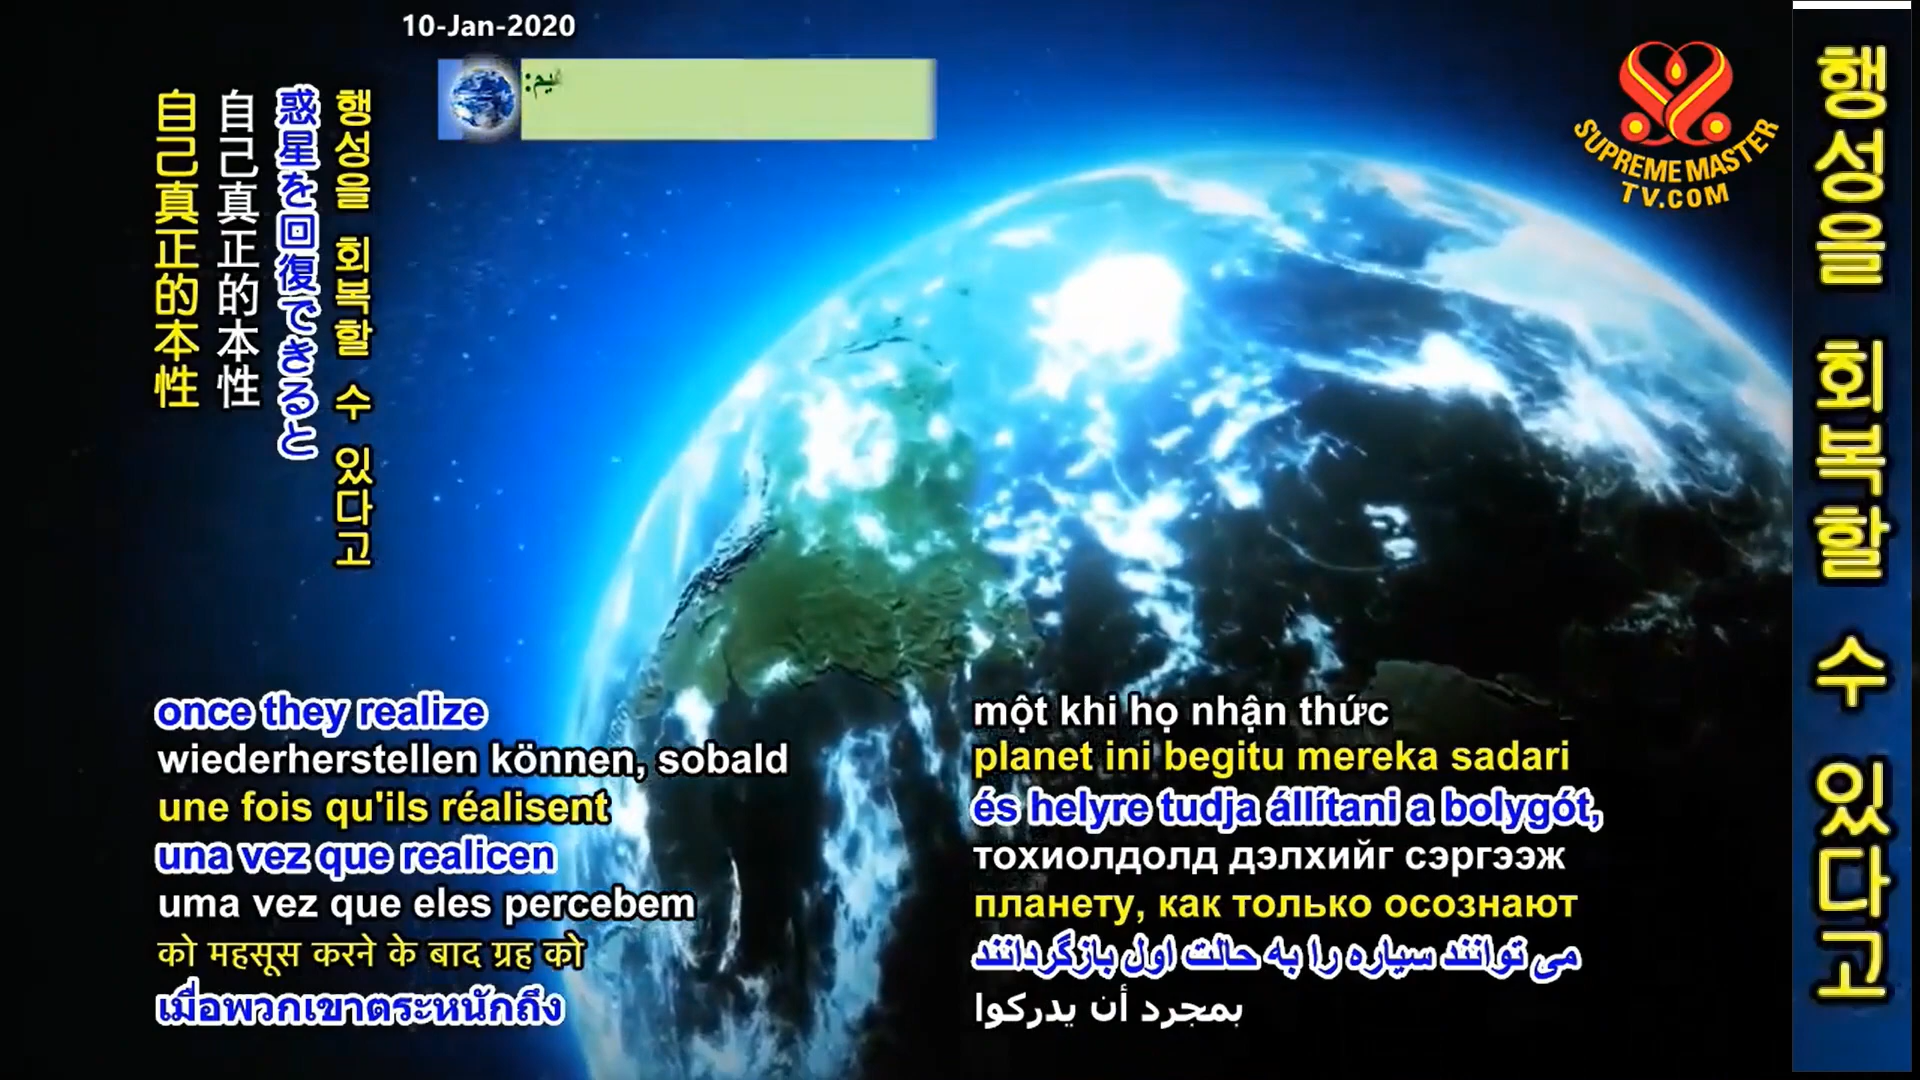 10-Jan-2020
SUPREME MASTER
TV.COM
행성을 회복할 수 있다고
행성을 회복할 수 있다고
惑星を回復できると
自己真正的本性
自己真正的本性
once they realize
wiederherstellen können, sobald
une fois qu'ils réalisent
una vez que realicen
uma vez que eles percebem
को महसूस करने के बाद ग्रह को
เมื่อพวกเขาตระหนักถึง
một khi họ nhận thức
planet ini begitu mereka sadari
és helyre tudja állítani a bolygót,
тохиолдолд дэлхийг сэргээж
планету, как только осознают
می توانند سیاره را به حالت اول بازگردانند
بمجرد أن يدركوا